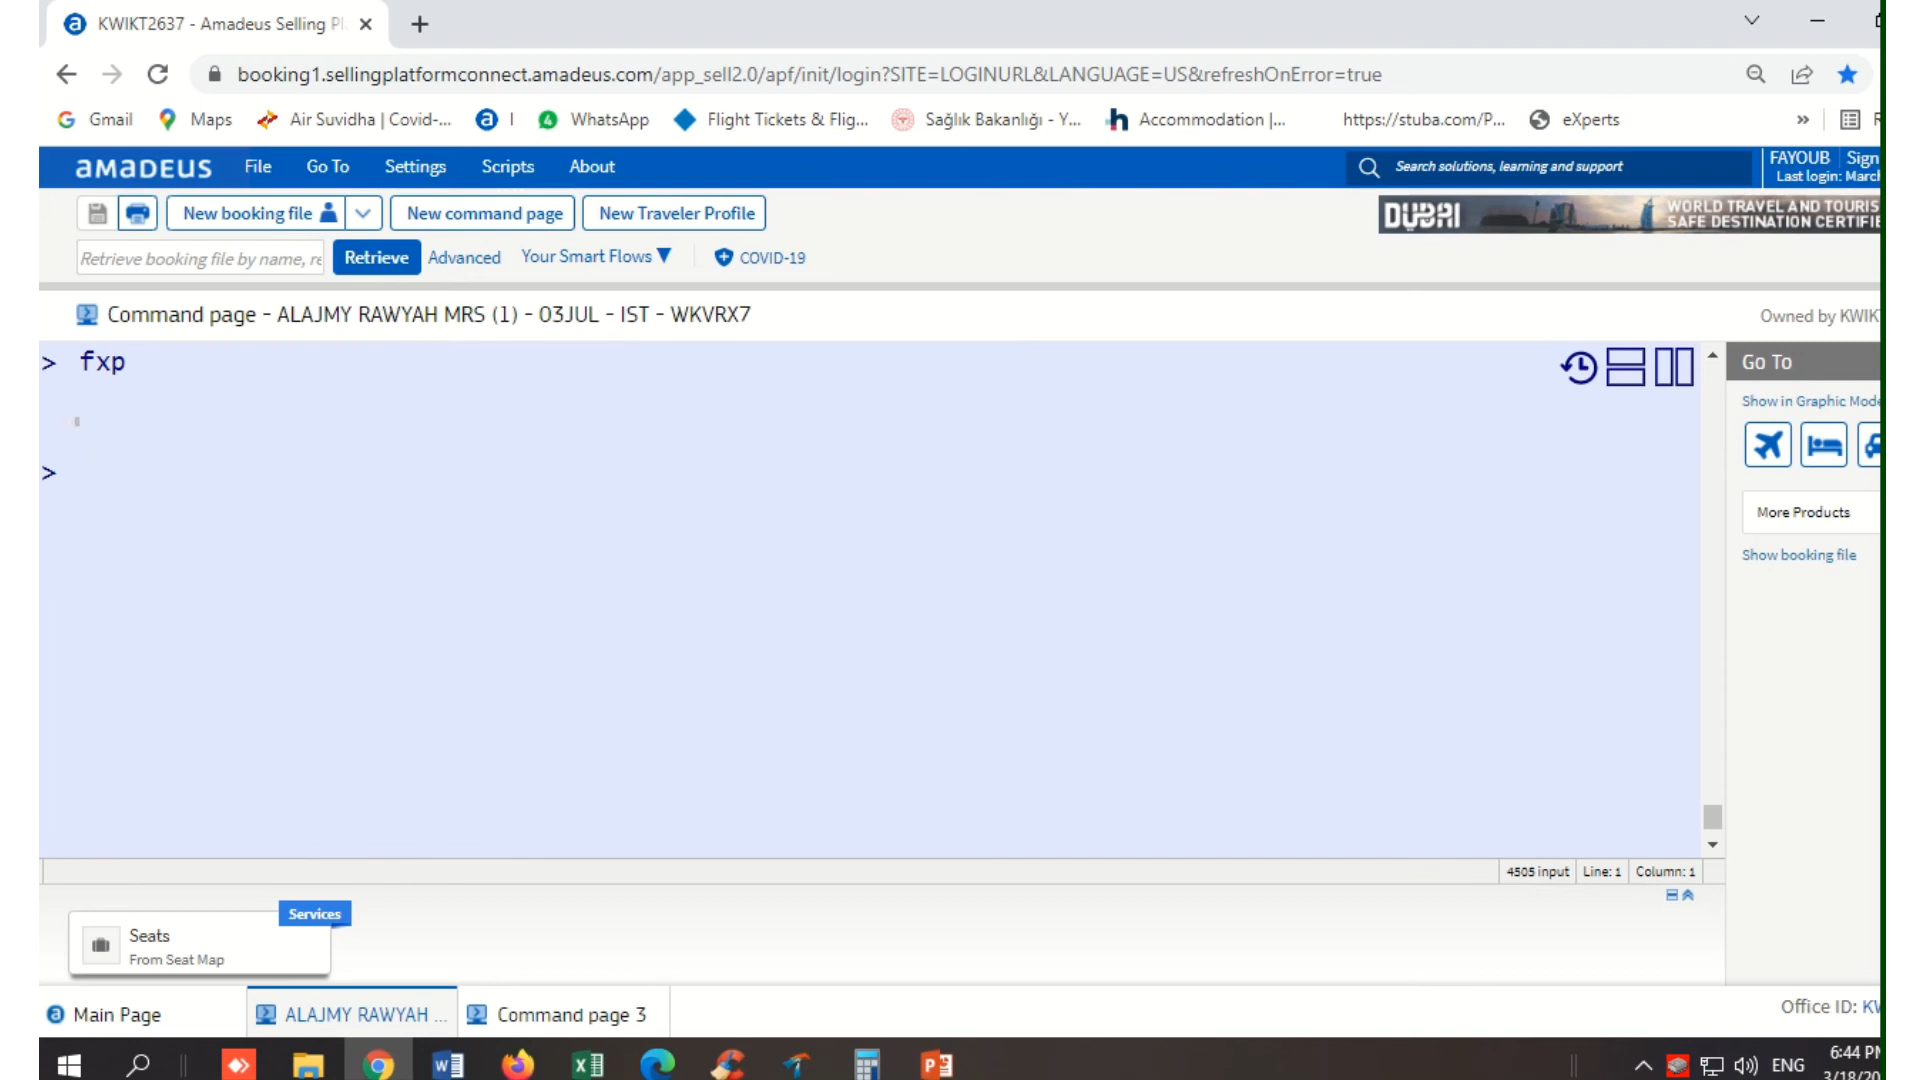 KWIKT2637 - Amadeus Selling Pl
booking1.sellingplatformconnect.amadeus.com/app_sell2.0/apf/init/login?SITE=LOGINURL&LANGUAGE=US&refreshOnError=true
Gmail Maps Air Suvidha | Covid-... WhatsApp Flight Tickets & Flig... Sağlık Bakanlığı - Y... Accommodation |... https://stuba.com/P... eXperts »
amaDEUS File Go To Settings Scripts About Search solutions, learning and support FAYOUB Sign
Last login: March
New booking file New command page New Traveler Profile DUBAI WORLD TRAVEL AND TOURIS
SAFE DESTINATION CERTIFIE
Retrieve booking file by name, re Retrieve Advanced Your Smart Flows COVID-19
Command page - ALAJMY RAWYAH MRS (1) - 03JUL - IST - WKVRX7 Owned by KWIK
> fxp
>
Go To
Show in Graphic Mode
More Products
Show booking file
4505 input Line: 1 Column: 1
Services
Seats
From Seat Map
Main Page ALAJMY RAWYAH ... Command page 3 Office ID: KW
ENG 6:44 PM
3/18/20